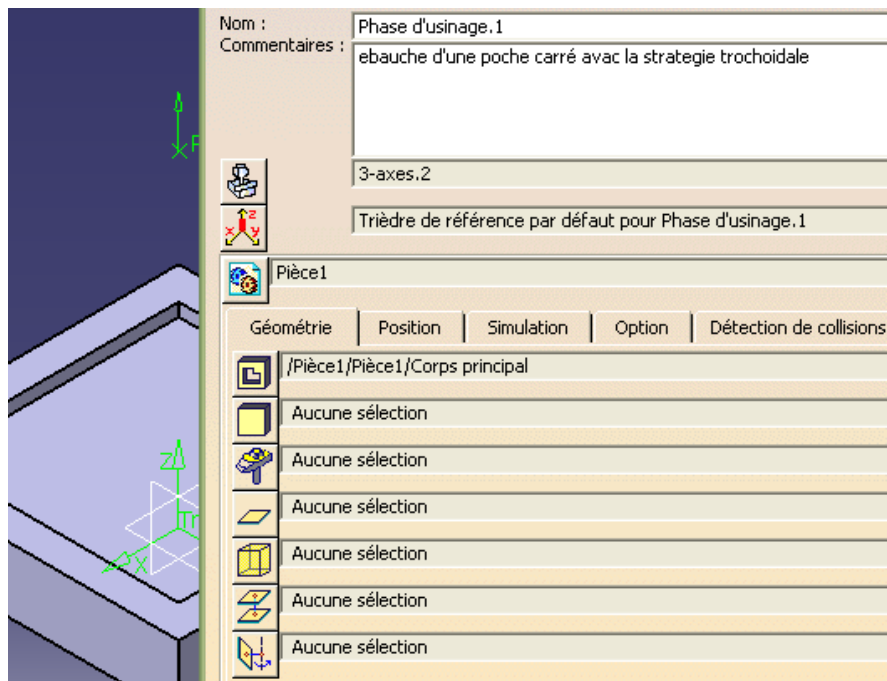 Nom :
Phase d'usinage.1
Commentaires :
ebauche d'une poche carré avac la strategie trochoidale
3-axes.2
Trièdre de référence par défaut pour Phase d'usinage.1
Pièce1
Géométrie Position Simulation Option Détection de collisions
/Pièce1/Pièce1/Corps principal
Aucune sélection
Aucune sélection
Aucune sélection
Aucune sélection
Aucune sélection
Aucune sélection
Z
X